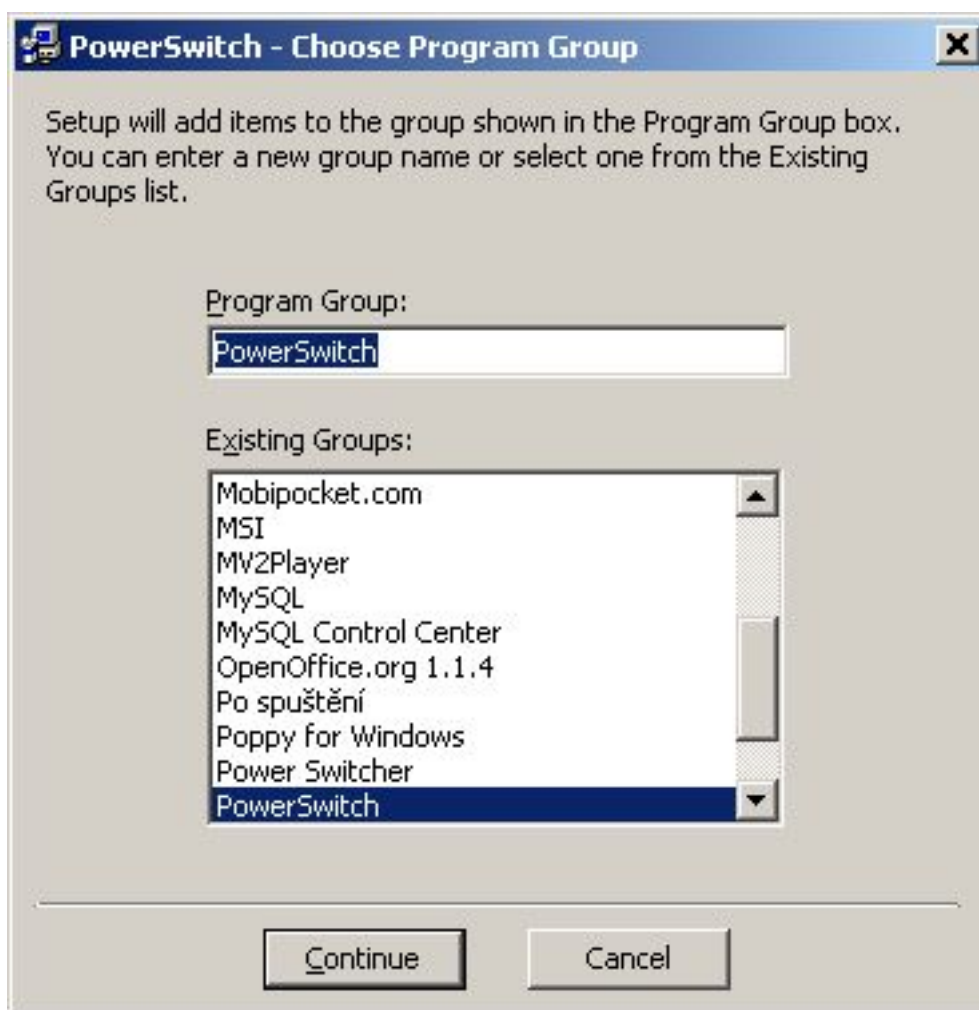 PowerSwitch - Choose Program Group
Setup will add items to the group shown in the Program Group box.
You can enter a new group name or select one from the Existing
Groups list.
Program Group:
PowerSwitch
Existing Groups:
Mobipocket.com
MSI
MV2Player
MySQL
MySQL Control Center
OpenOffice.org 1.1.4
Po spuštění
Poppy for Windows
Power Switcher
PowerSwitch
Continue
Cancel